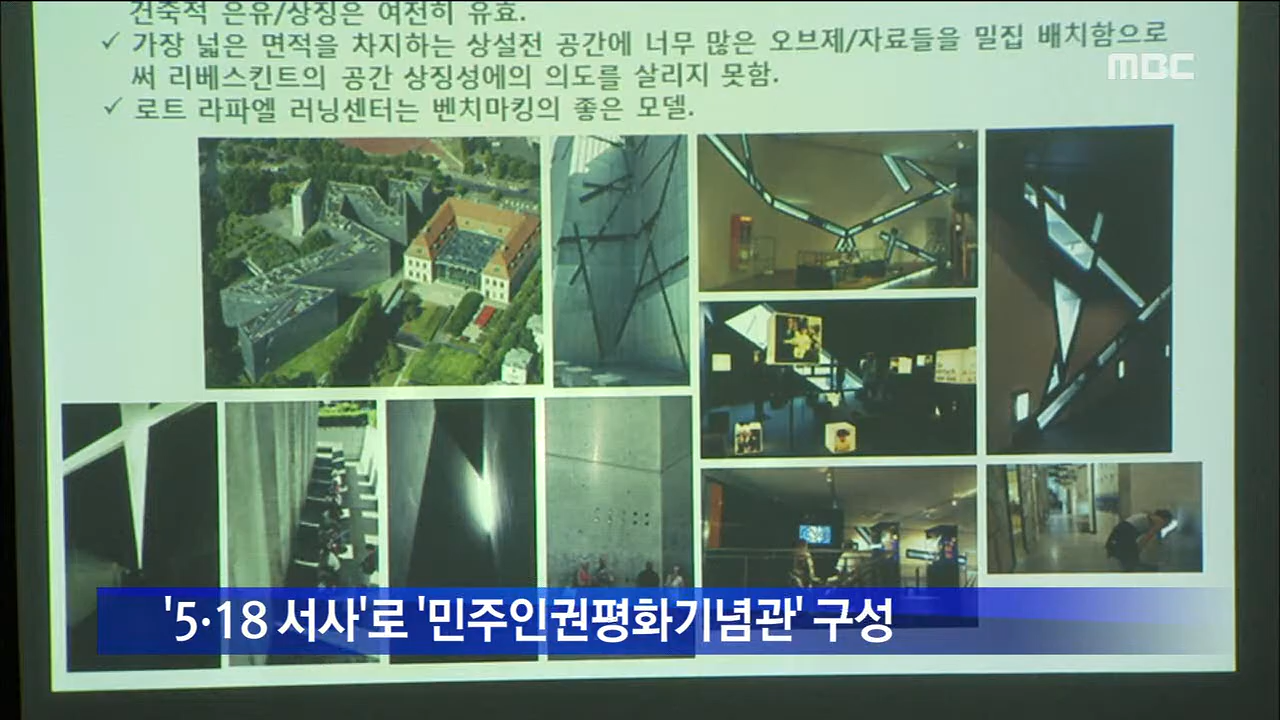 건축적 은유/상징은 여전히 유효.
✓ 가장 넓은 면적을 차지하는 상설전 공간에 너무 많은 오브제/자료들을 밀집 배치함으로
써 리베스킨트의 공간 상징성에의 의도를 살리지 못함.
MBC
✓ 로트 라파엘 러닝센터는 벤치마킹의 좋은 모델.
'5·18 서사'로 '민주인권평화기념관' 구성